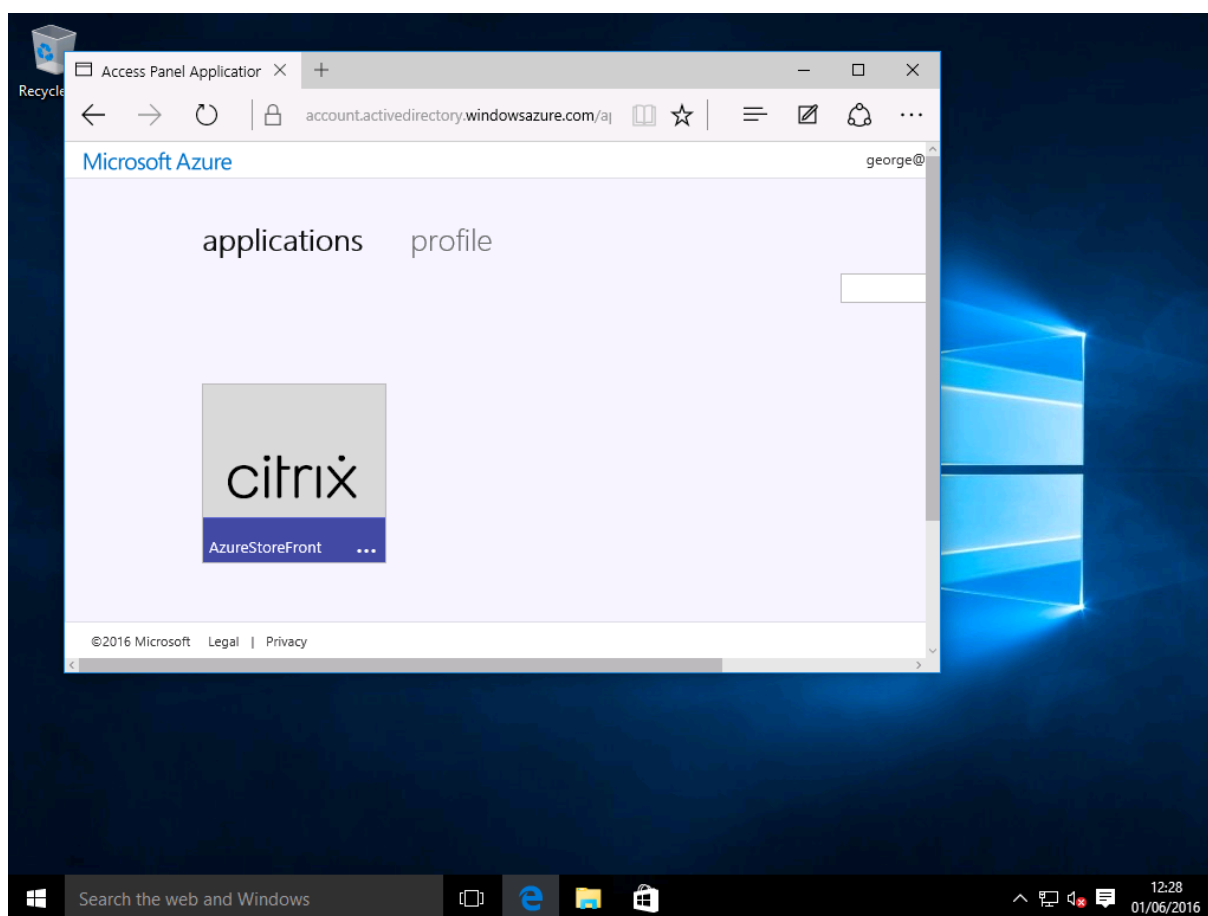 Recycle
Access Panel Application
account.activedirectory.windowsazure.com/a
Microsoft Azure
george@
applications profile
citrix
AzureStoreFront ...
©2016 Microsoft Legal | Privacy
Search the web and Windows
12:28
01/06/2016